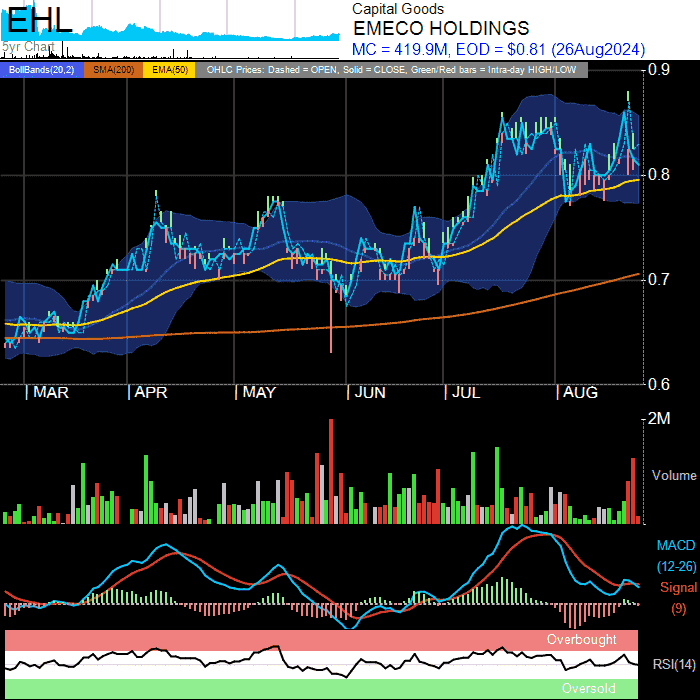 EHL
5yr Chart
Capital Goods
EMECO HOLDINGS
MC = 419.9M, EOD = $0.81 (26Aug2024)
BollBands(20,2) SMA(200) EMA(50) OHLC Prices: Dashed = OPEN, Solid = CLOSE, Green/Red bars = Intra-day HIGH/LOW
0.9
0.8
0.7
0.6
MAR APR MAY JUN JUL AUG
2M
Volume
MACD
(12-26)
Signal
(9)
Overbought
RSI(14)
Oversold